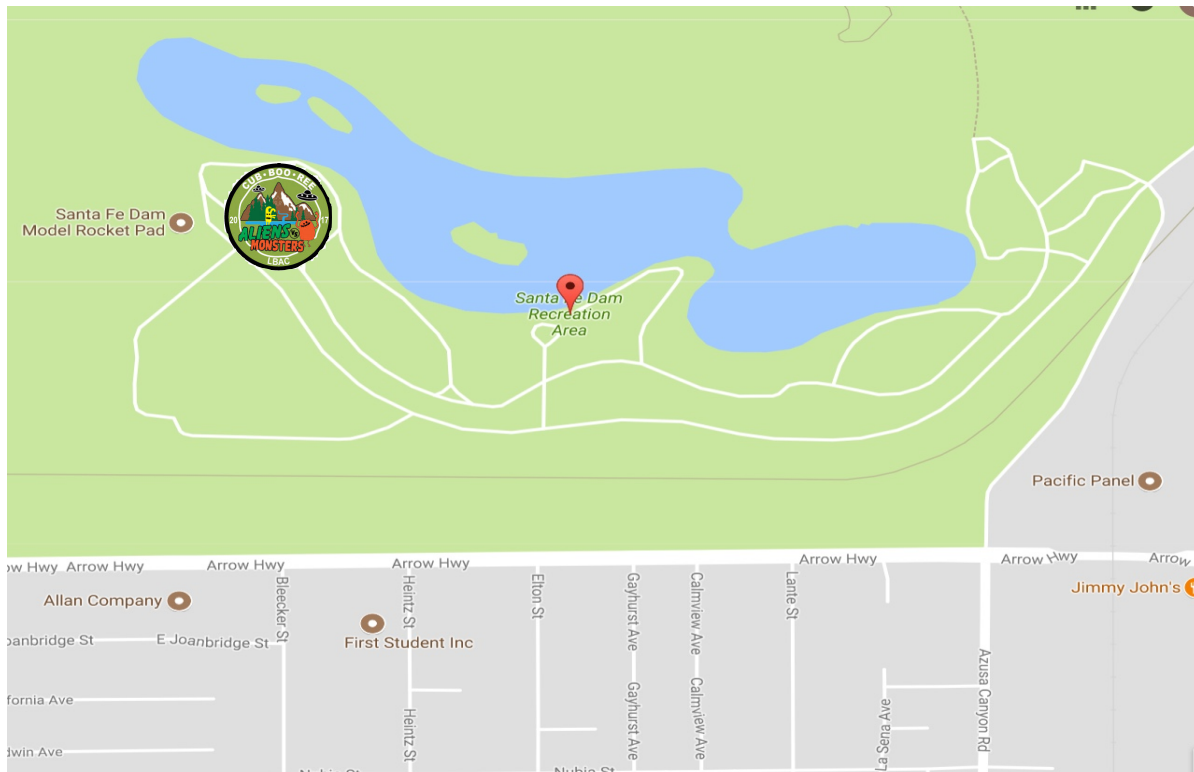 CUB·BOO·REE
20 17
ALIENS
MONSTERS
LBAC
Santa Fe Dam
Model Rocket Pad
Santa Fe Dam
Recreation
Area
Pacific Panel
Arrow Hwy
Arrow Hwy
Arrow Hwy
Arrow Hwy
Arrow Hwy
Arrow
Jimmy John's
Allan Company
Bleecker St
Heintz St
Elton St
Gayhurst Ave
Calmview Ave
Lante St
First Student Inc
E Joanbridge St
Azusa Canyon Rd
Heintz St
Gayhurst Ave
Calmview Ave
La Sena Ave